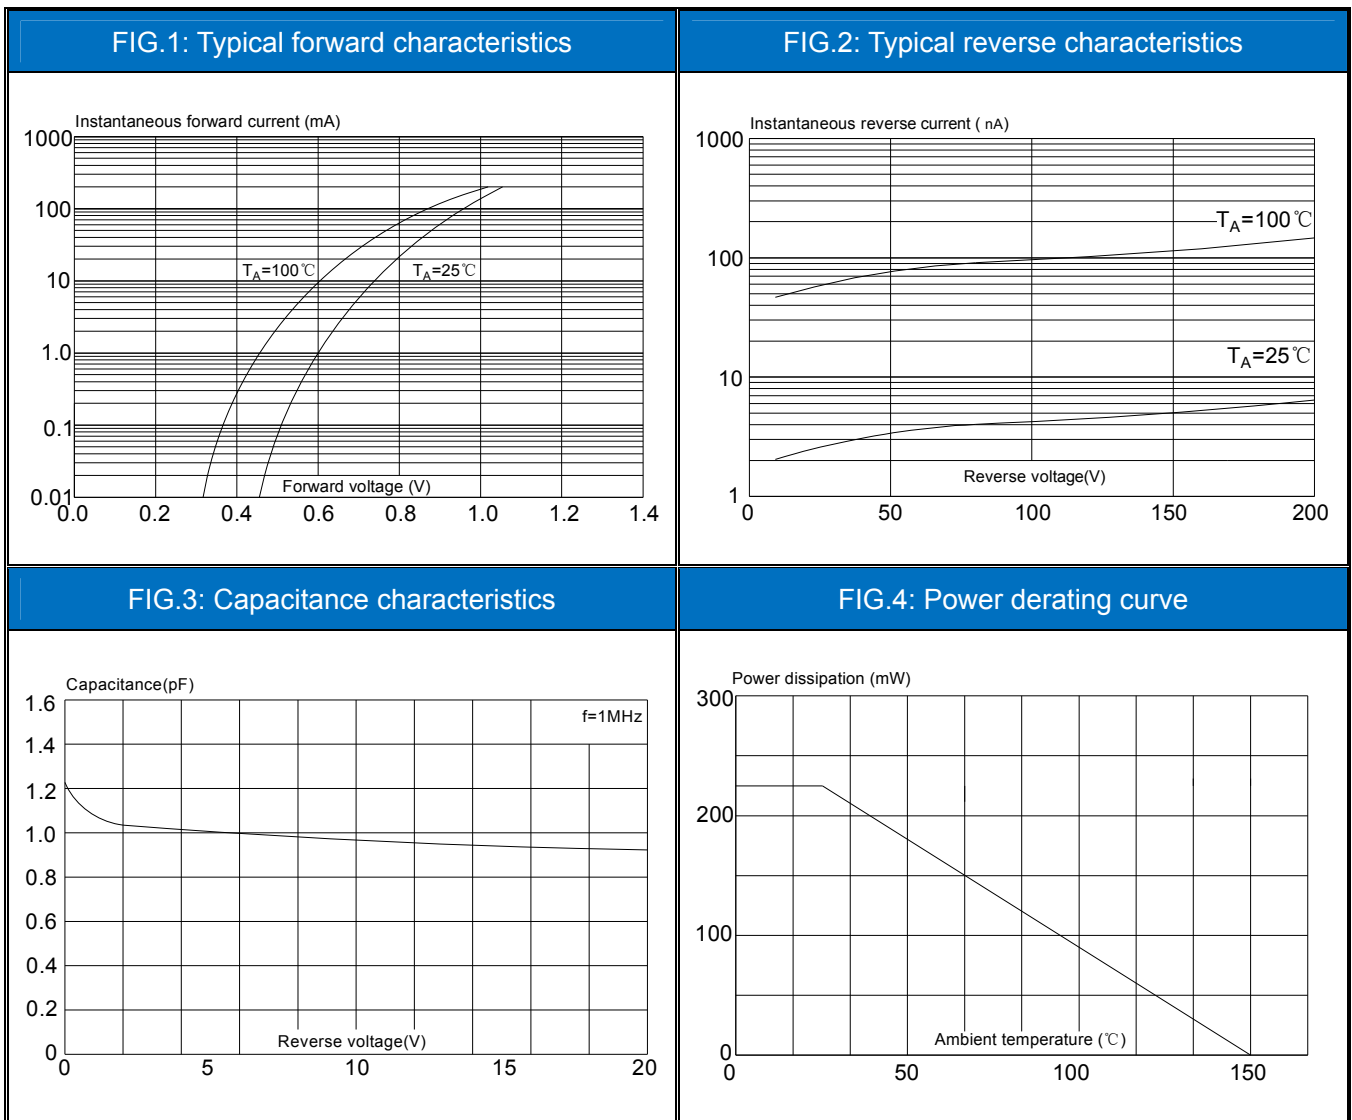 FIG.1: Typical forward characteristics
FIG.2: Typical reverse characteristics
Instantaneous forward current (mA)
1000
100
10
1.0
0.1
0.01
TA=100℃
TA=25℃
Forward voltage (V)
0.0 0.2 0.4 0.6 0.8 1.0 1.2 1.4
Instantaneous reverse current ( nA)
1000
100
10
1
TA=100℃
TA=25℃
Reverse voltage(V)
0 50 100 150 200
FIG.3: Capacitance characteristics
FIG.4: Power derating curve
Capacitance(pF)
f=1MHz
1.6
1.4
1.2
1.0
0.8
0.6
0.4
0.2
0
Reverse voltage(V)
0 5 10 15 20
Power dissipation (mW)
300
200
100
0
Ambient temperature (℃)
0 50 100 150